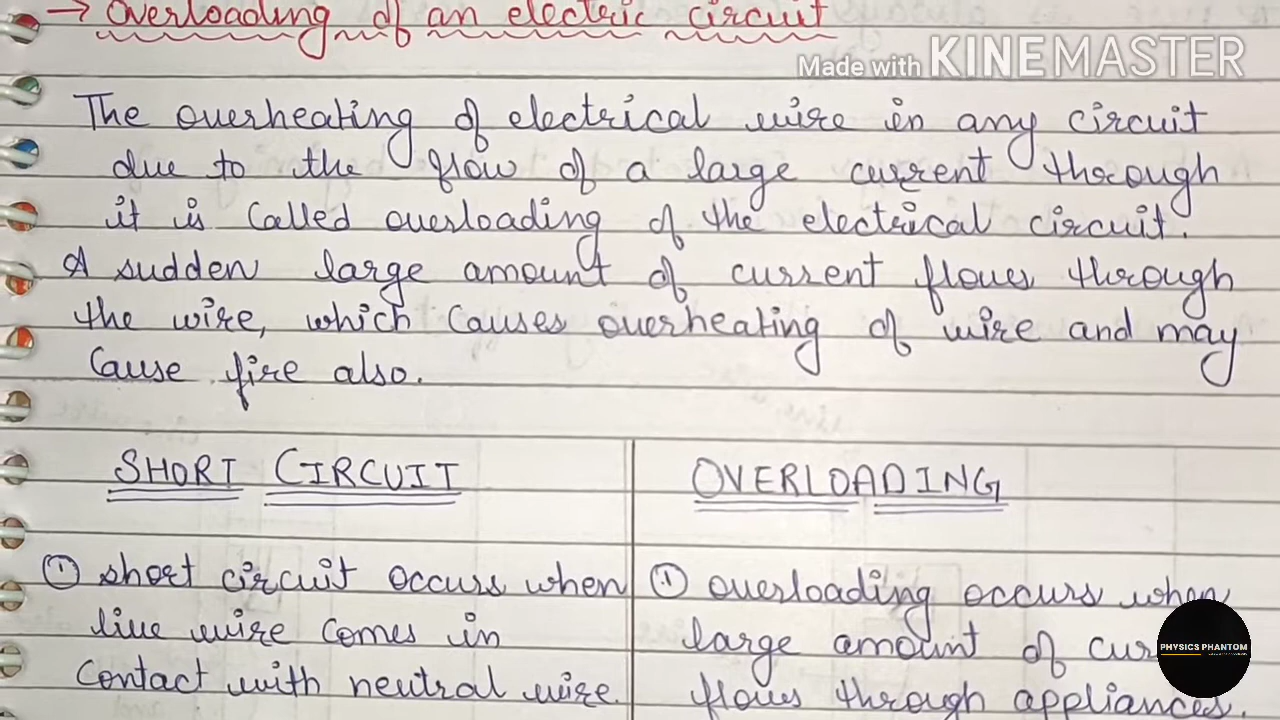 → Overloading of an electric circuit
Made with KINEMASTER
The overheating of electrical wire in any circuit
due to the flow of a large current through
it is called overloading of the electrical circuit.
A sudden large amount of current flows through
the wire, which causes overheating of wire and may
cause fire also.
SHORT CIRCUIT
OVERLOADING
① short circuit occurs when
live wire comes in
contact with neutral wire.
① overloading occurs when
large amount of cur
flows through appliances.
PHYSICS PHANTOM